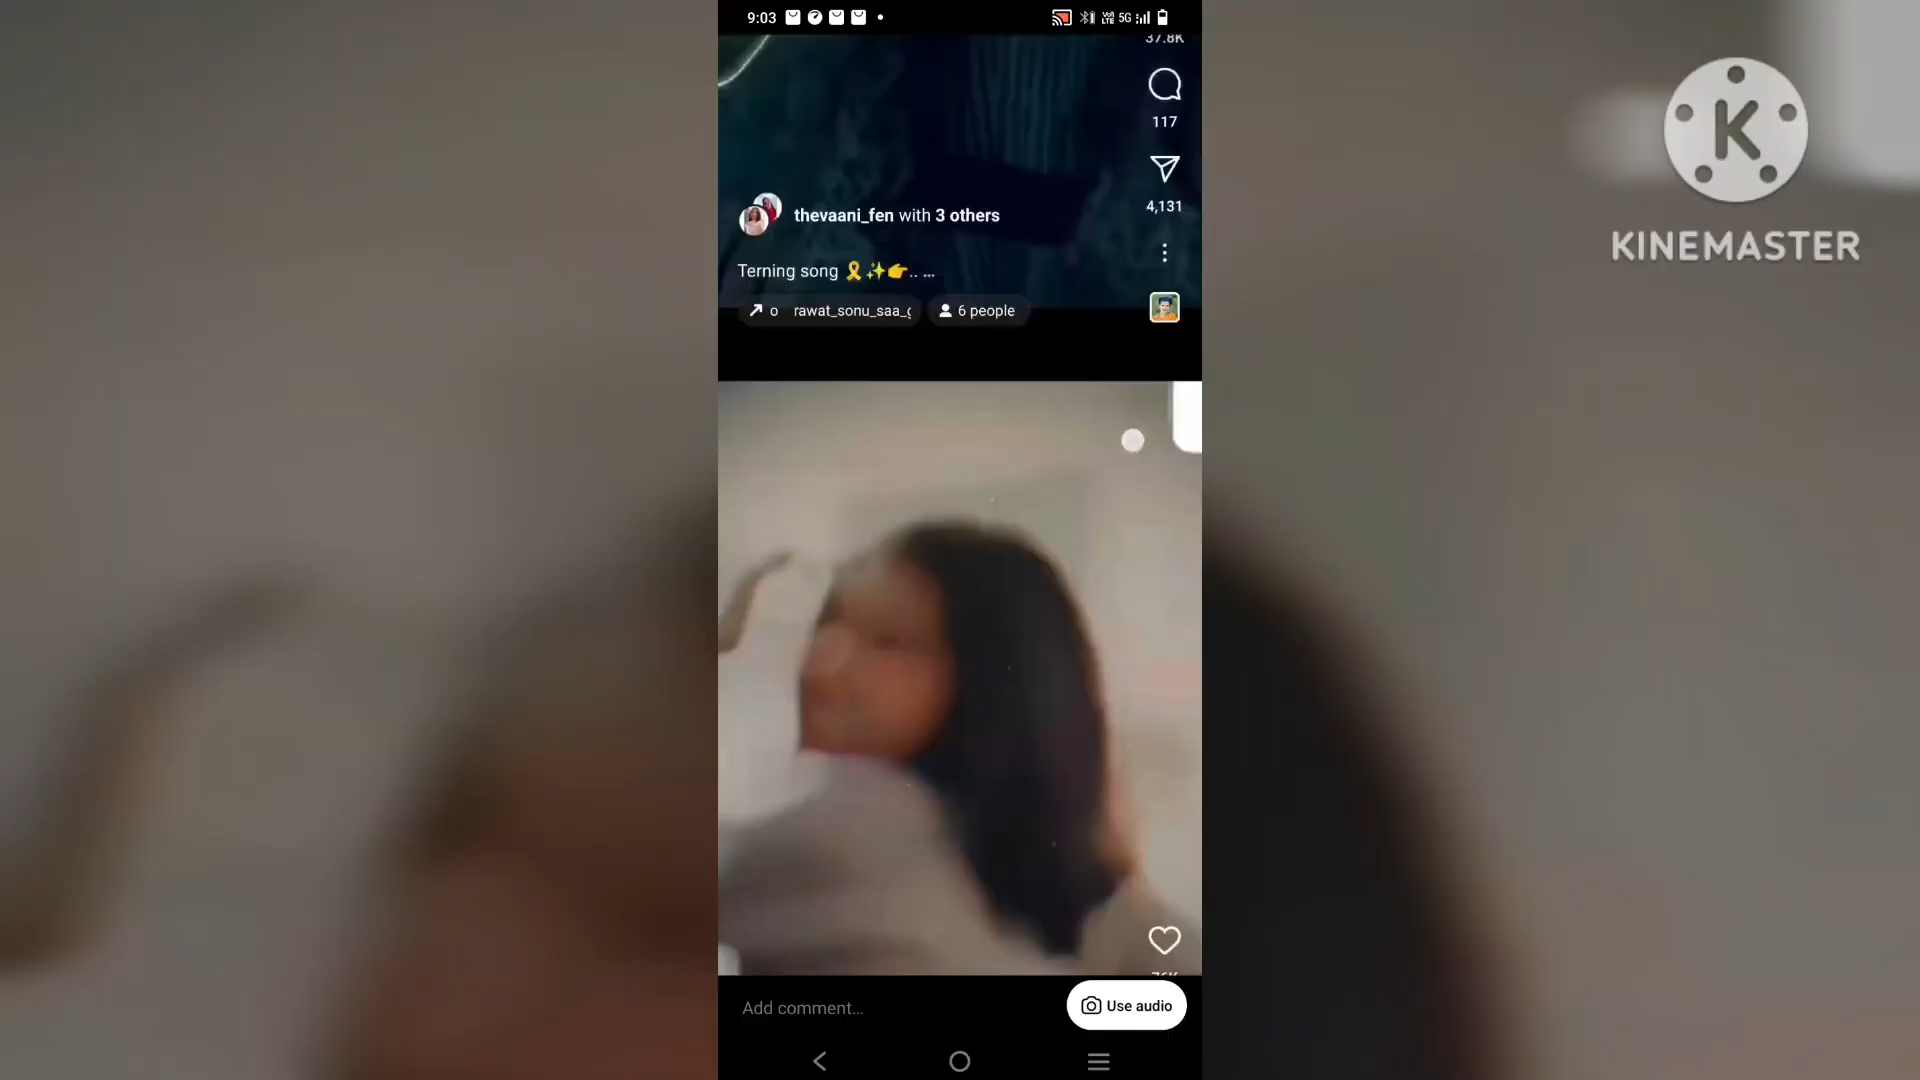 9:03
VoLTE 5G
37.8K
117
4,131
thevaani_fen with 3 others
Terning song 🎗️✨👉.. ...
o rawat_sonu_saa_
6 people
K
KINEMASTER
Add comment...
Use audio